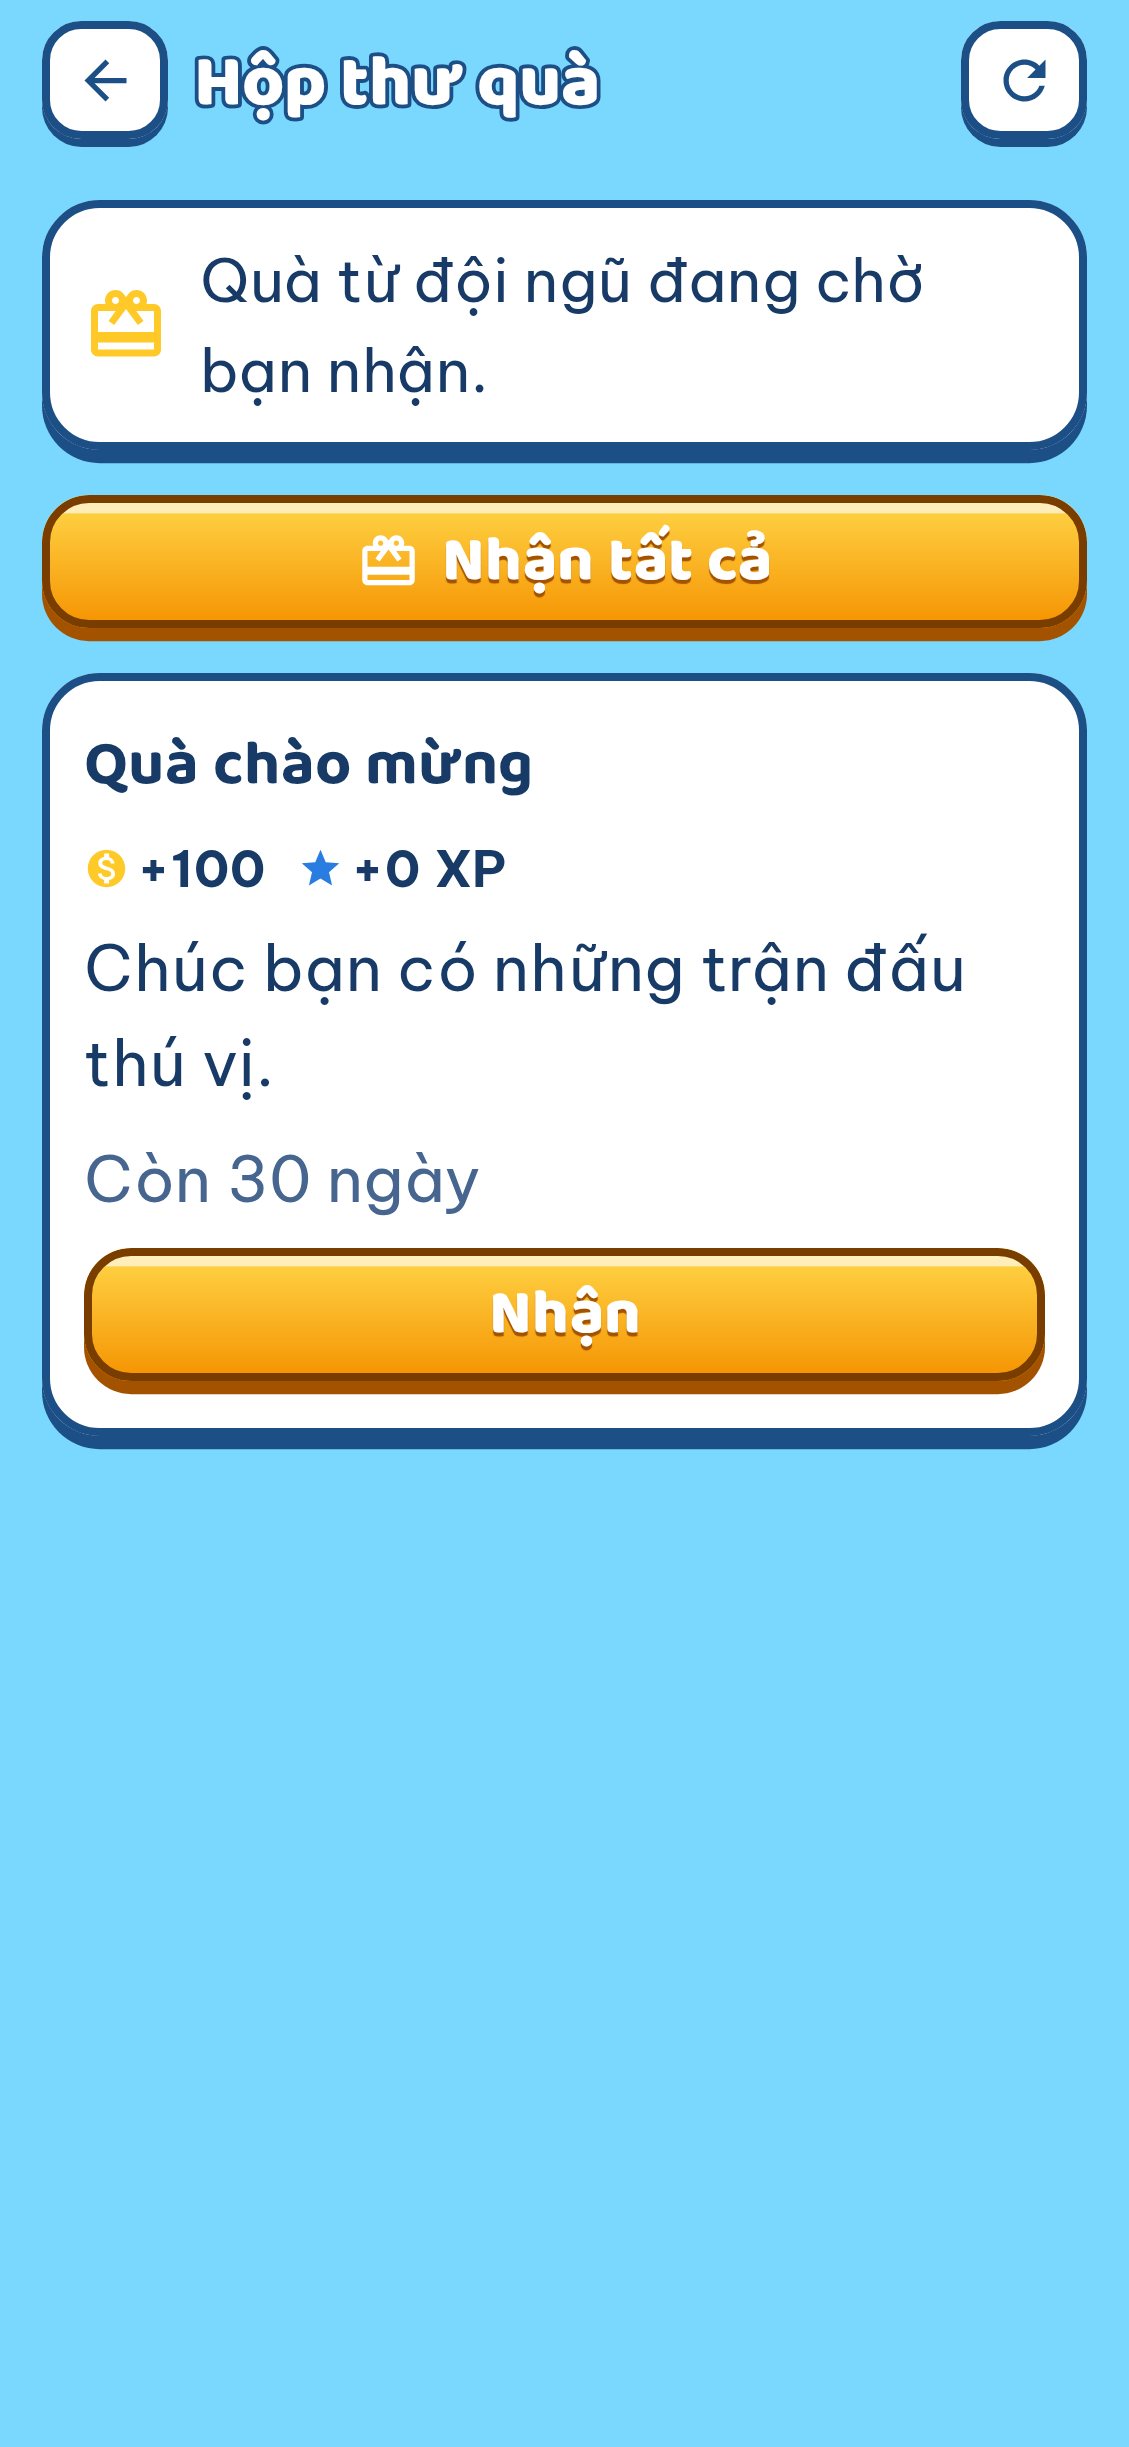 Hộp thư quà
Quà từ đội ngũ đang chờ
bạn nhận.
Nhận tất cả
Quà chào mừng
+100 +0 XP
Chúc bạn có những trận đấu
thú vị.
Còn 30 ngày
Nhận